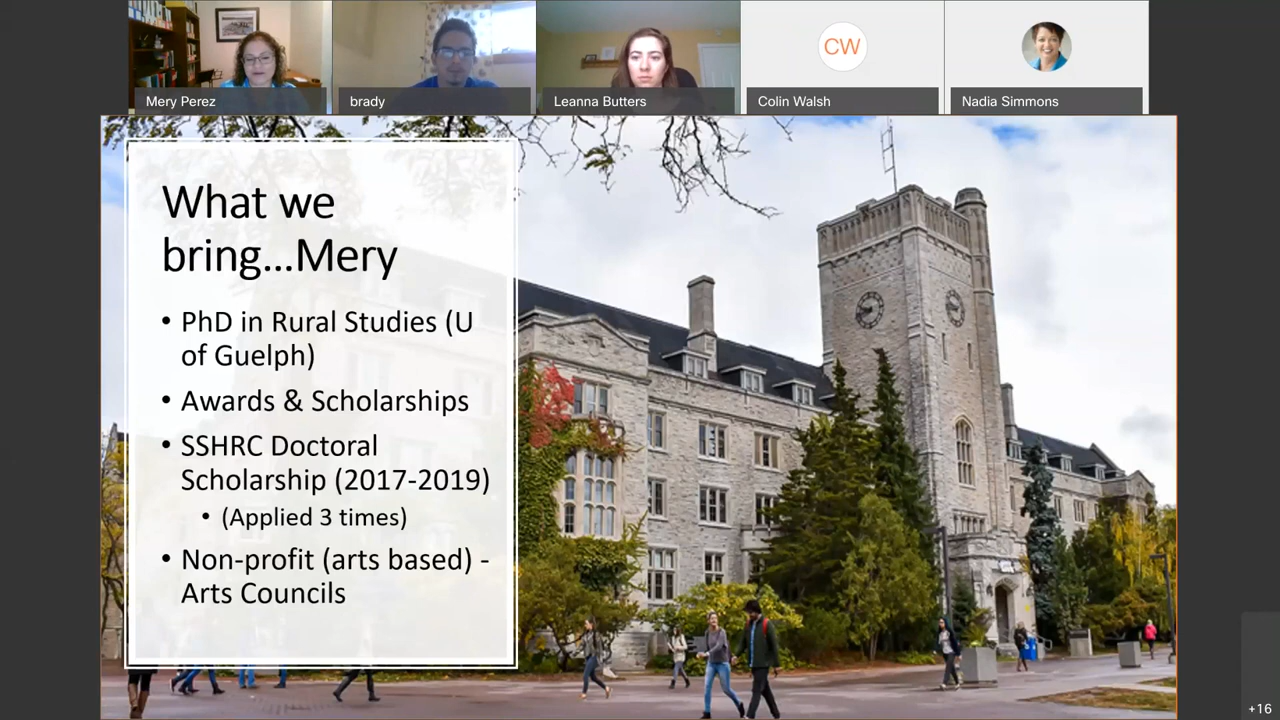 CW
Mery Perez
brady
Leanna Butters
Colin Walsh
Nadia Simmons
What we
bring...Mery
• PhD in Rural Studies (U
of Guelph)
• Awards & Scholarships
• SSHRC Doctoral
Scholarship (2017-2019)
• (Applied 3 times)
• Non-profit (arts based) -
Arts Councils
+16